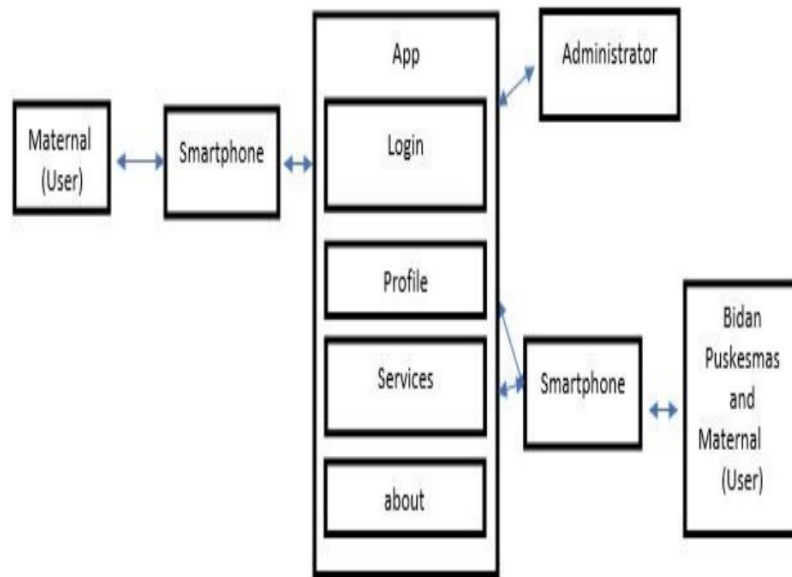 Maternal
(User)
Smartphone
App
Login
Profile
Services
about
Administrator
Smartphone
Bidan
Puskesmas
and
Maternal
(User)